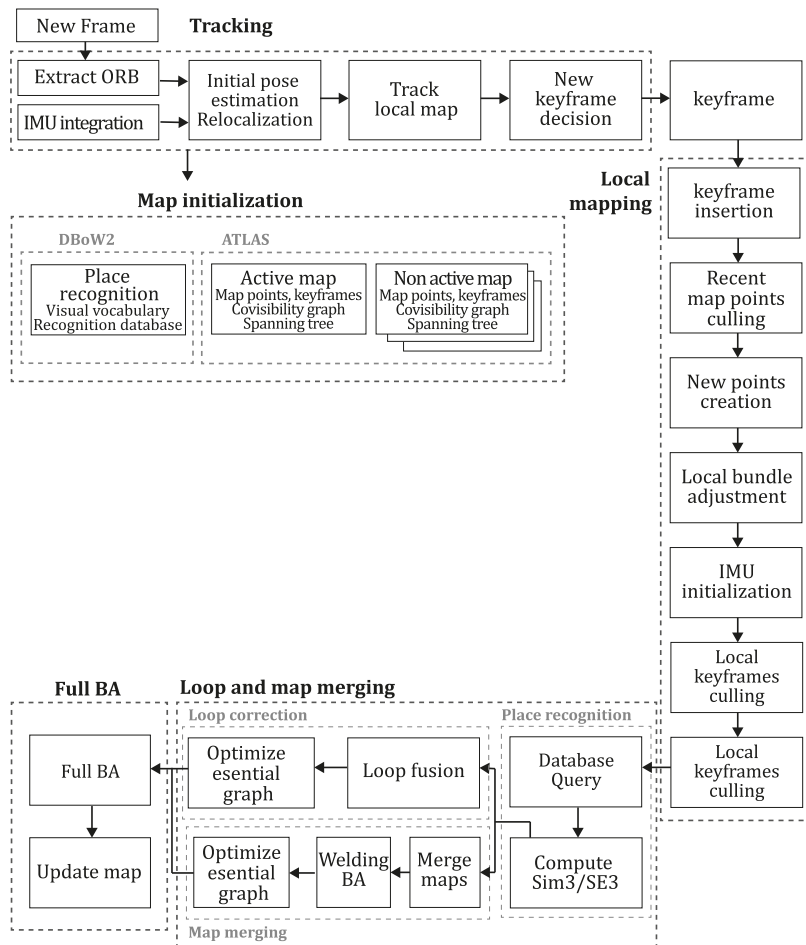 New Frame
Tracking
Extract ORB
IMU integration
Initial pose
estimation
Relocalization
Track
local map
New
keyframe
decision
keyframe
Map initialization
Local
mapping
DBoW2
Place
recognition
Visual vocabulary
Recognition database
ATLAS
Active map
Map points, keyframes
Covisibility graph
Spanning tree
Non active map
Map points, keyframes
Covisibility graph
Spanning tree
keyframe
insertion
Recent
map points
culling
New points
creation
Local bundle
adjustment
IMU
initialization
Local
keyframes
culling
Local
keyframes
culling
Full BA
Full BA
Update map
Loop and map merging
Loop correction
Optimize
esential
graph
Loop fusion
Place recognition
Database
Query
Compute
Sim3/SE3
Optimize
esential
graph
Welding
BA
Merge
maps
Map merging